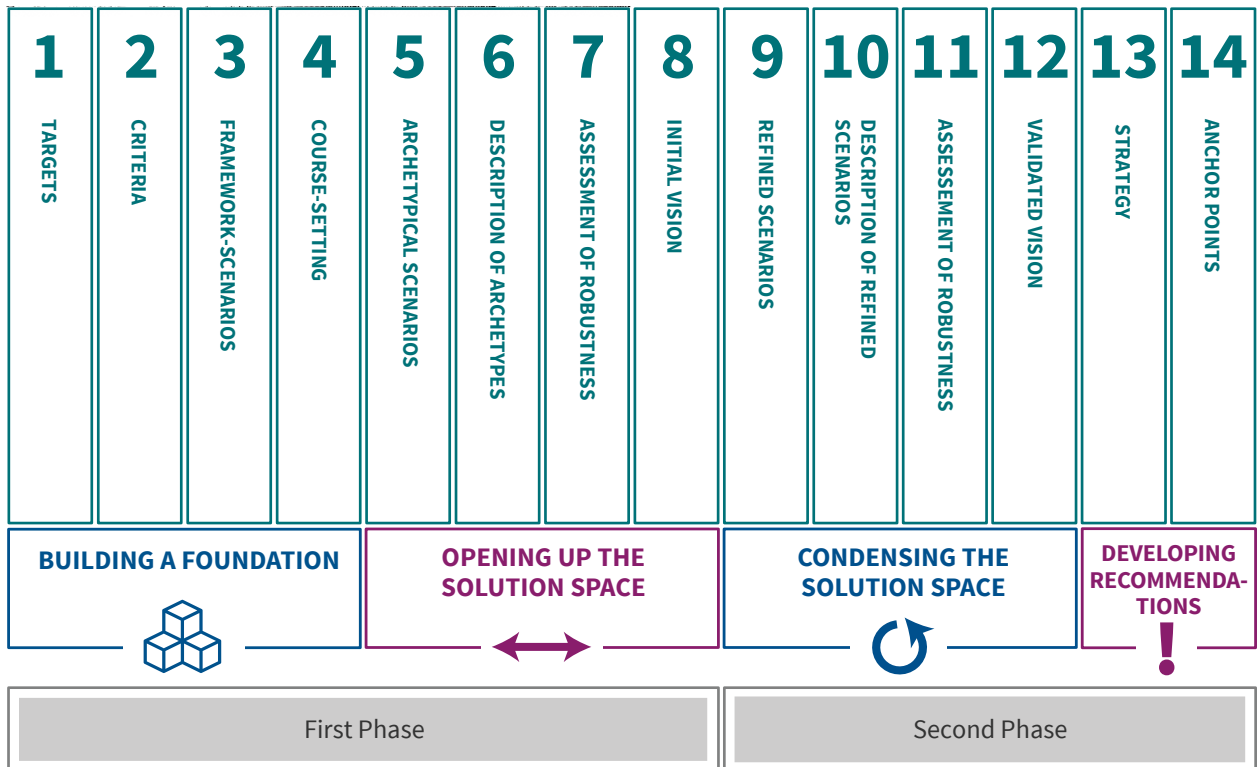 1
TARGETS
2
CRITERIA
3
FRAMEWORK-SCENARIOS
4
COURSE-SETTING
5
ARCHETYPICAL SCENARIOS
6
DESCRIPTION OF ARCHETYPES
7
ASSESSMENT OF ROBUSTNESS
8
INITIAL VISION
9
REFINED SCENARIOS
10
DESCRIPTION OF REFINED
SCENARIOS
11
ASSESSEMENT OF ROBUSTNESS
12
VALIDATED VISION
13
STRATEGY
14
ANCHOR POINTS
BUILDING A FOUNDATION
OPENING UP THE
SOLUTION SPACE
CONDENSING THE
SOLUTION SPACE
DEVELOPING
RECOMMENDA-
TIONS
First Phase
Second Phase